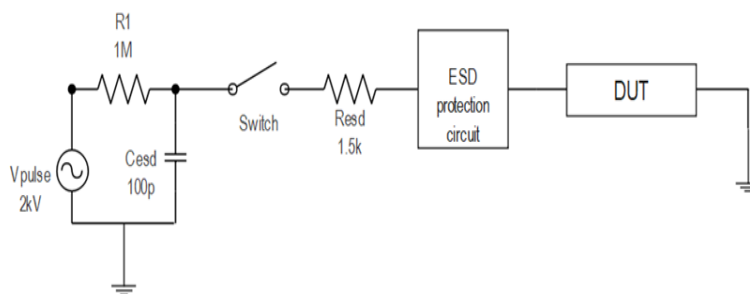 R1
1M
Vpulse
2kV
Cesd
100p
Switch
Resd
1.5k
ESD
protection
circuit
DUT